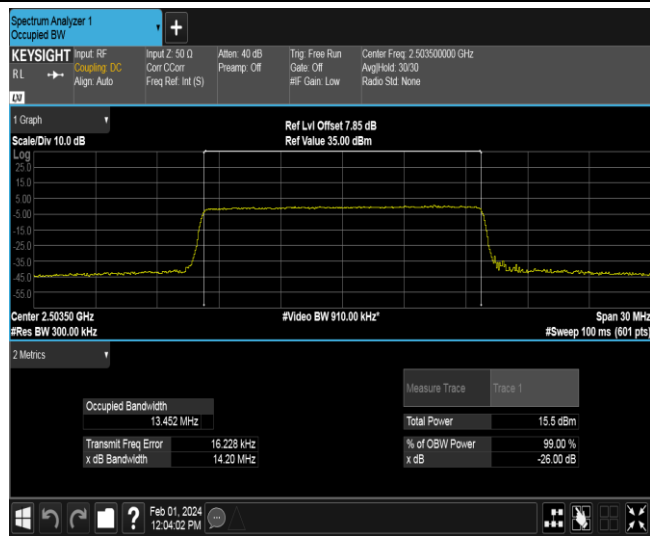 Spectrum Analyzer 1
Occupied BW
+
KEYSIGHT Input: RF Input Z: 50 Ω Atten: 40 dB Trig: Free Run Center Freq: 2.503500000 GHz
RL Coupling: DC Corr CCorr Preamp: Off Gate: Off Avg|Hold: 30/30
Align: Auto Freq Ref: Int (S) #IF Gain: Low Radio Std: None
LXI
1 Graph
Ref Lvl Offset 7.85 dB
Scale/Div 10.0 dB Ref Value 35.00 dBm
Log
25.0
15.0
5.00
-5.00
-15.0
-25.0
-35.0
-45.0
-55.0
Center 2.50350 GHz #Video BW 910.00 kHz* Span 30 MHz
#Res BW 300.00 kHz #Sweep 100 ms (601 pts)
2 Metrics
Measure Trace Trace 1
Occupied Bandwidth
13.452 MHz Total Power 15.5 dBm
Transmit Freq Error 16.228 kHz % of OBW Power 99.00 %
x dB Bandwidth 14.20 MHz x dB -26.00 dB
? Feb 01, 2024
12:04:02 PM